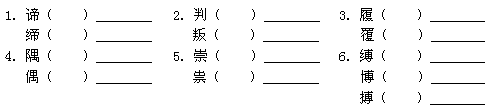 1. 谛（　　）________ 2. 判（　　）________ 3. 履（　　）________
缔（　　）________ 叛（　　）________ 覆（　　）________
4. 隅（　　）________ 5. 崇（　　）________ 6. 缚（　　）________
偶（　　）________ 祟（　　）________ 博（　　）________
搏（　　）________